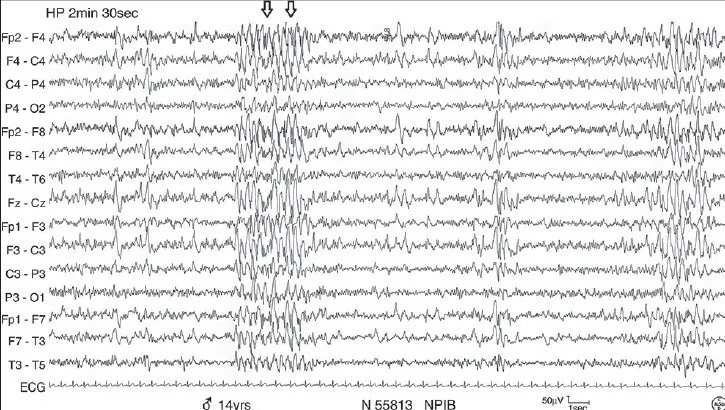 HP 2min 30sec
Fp2 - F4
F4 - C4
C4 - P4
P4 - O2
Fp2 - F8
F8 - T4
T4 - T6
Fz - Cz
Fp1 - F3
F3 - C3
C3 - P3
P3 - O1
Fp1 - F7
F7 - T3
T3 - T5
ECG
♂ 14yrs N 55813 NPIB 50µV 1sec